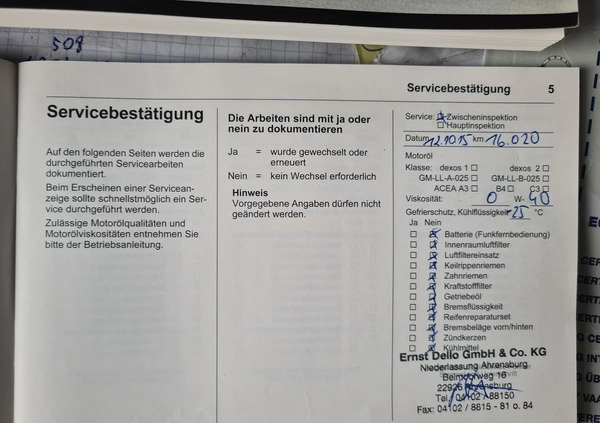 508
Servicebestätigung 5
Servicebestätigung
Auf den folgenden Seiten werden die
durchgeführten Servicearbeiten
dokumentiert.
Beim Erscheinen einer Servicean-
zeige sollte schnellstmöglich ein Ser-
vice durchgeführt werden.
Zulässige Motorölqualitäten und
Motorölviskositäten entnehmen Sie
bitte der Betriebsanleitung.
Die Arbeiten sind mit ja oder
nein zu dokumentieren
Ja = wurde gewechselt oder
erneuert
Nein = kein Wechsel erforderlich
Hinweis
Vorgegebene Angaben dürfen nicht
geändert werden.
Service: Zwischeninspektion
Hauptinspektion
Datum 12.10.15 km 16.020
Motoröl
Klasse: dexos 1 dexos 2
GM-LL-A-025 GM-LL-B-025
ACEA A3 B4 C3
Viskosität: 0 W- 40
Gefrierschutz, Kühlflüssigkeit -25 °C
Ja Nein
Batterie (Funkfernbedienung)
Innenraumluftfilter
Luftfiltereinsatz
Keilrippenriemen
Zahnriemen
Kraftstofffilter
Getriebeöl
Bremsflüssigkeit
Reifenreparaturset
Bremsbeläge vorn/hinten
Zündkerzen
Kühlmittel
Ernst Dello GmbH & Co. KG
Niederlassung Ahrensburg
Beimoorweg 16
22926 Ahrensburg
Tel. 04102 / 88150
Fax: 04102 / 8815 - 81 o. 84